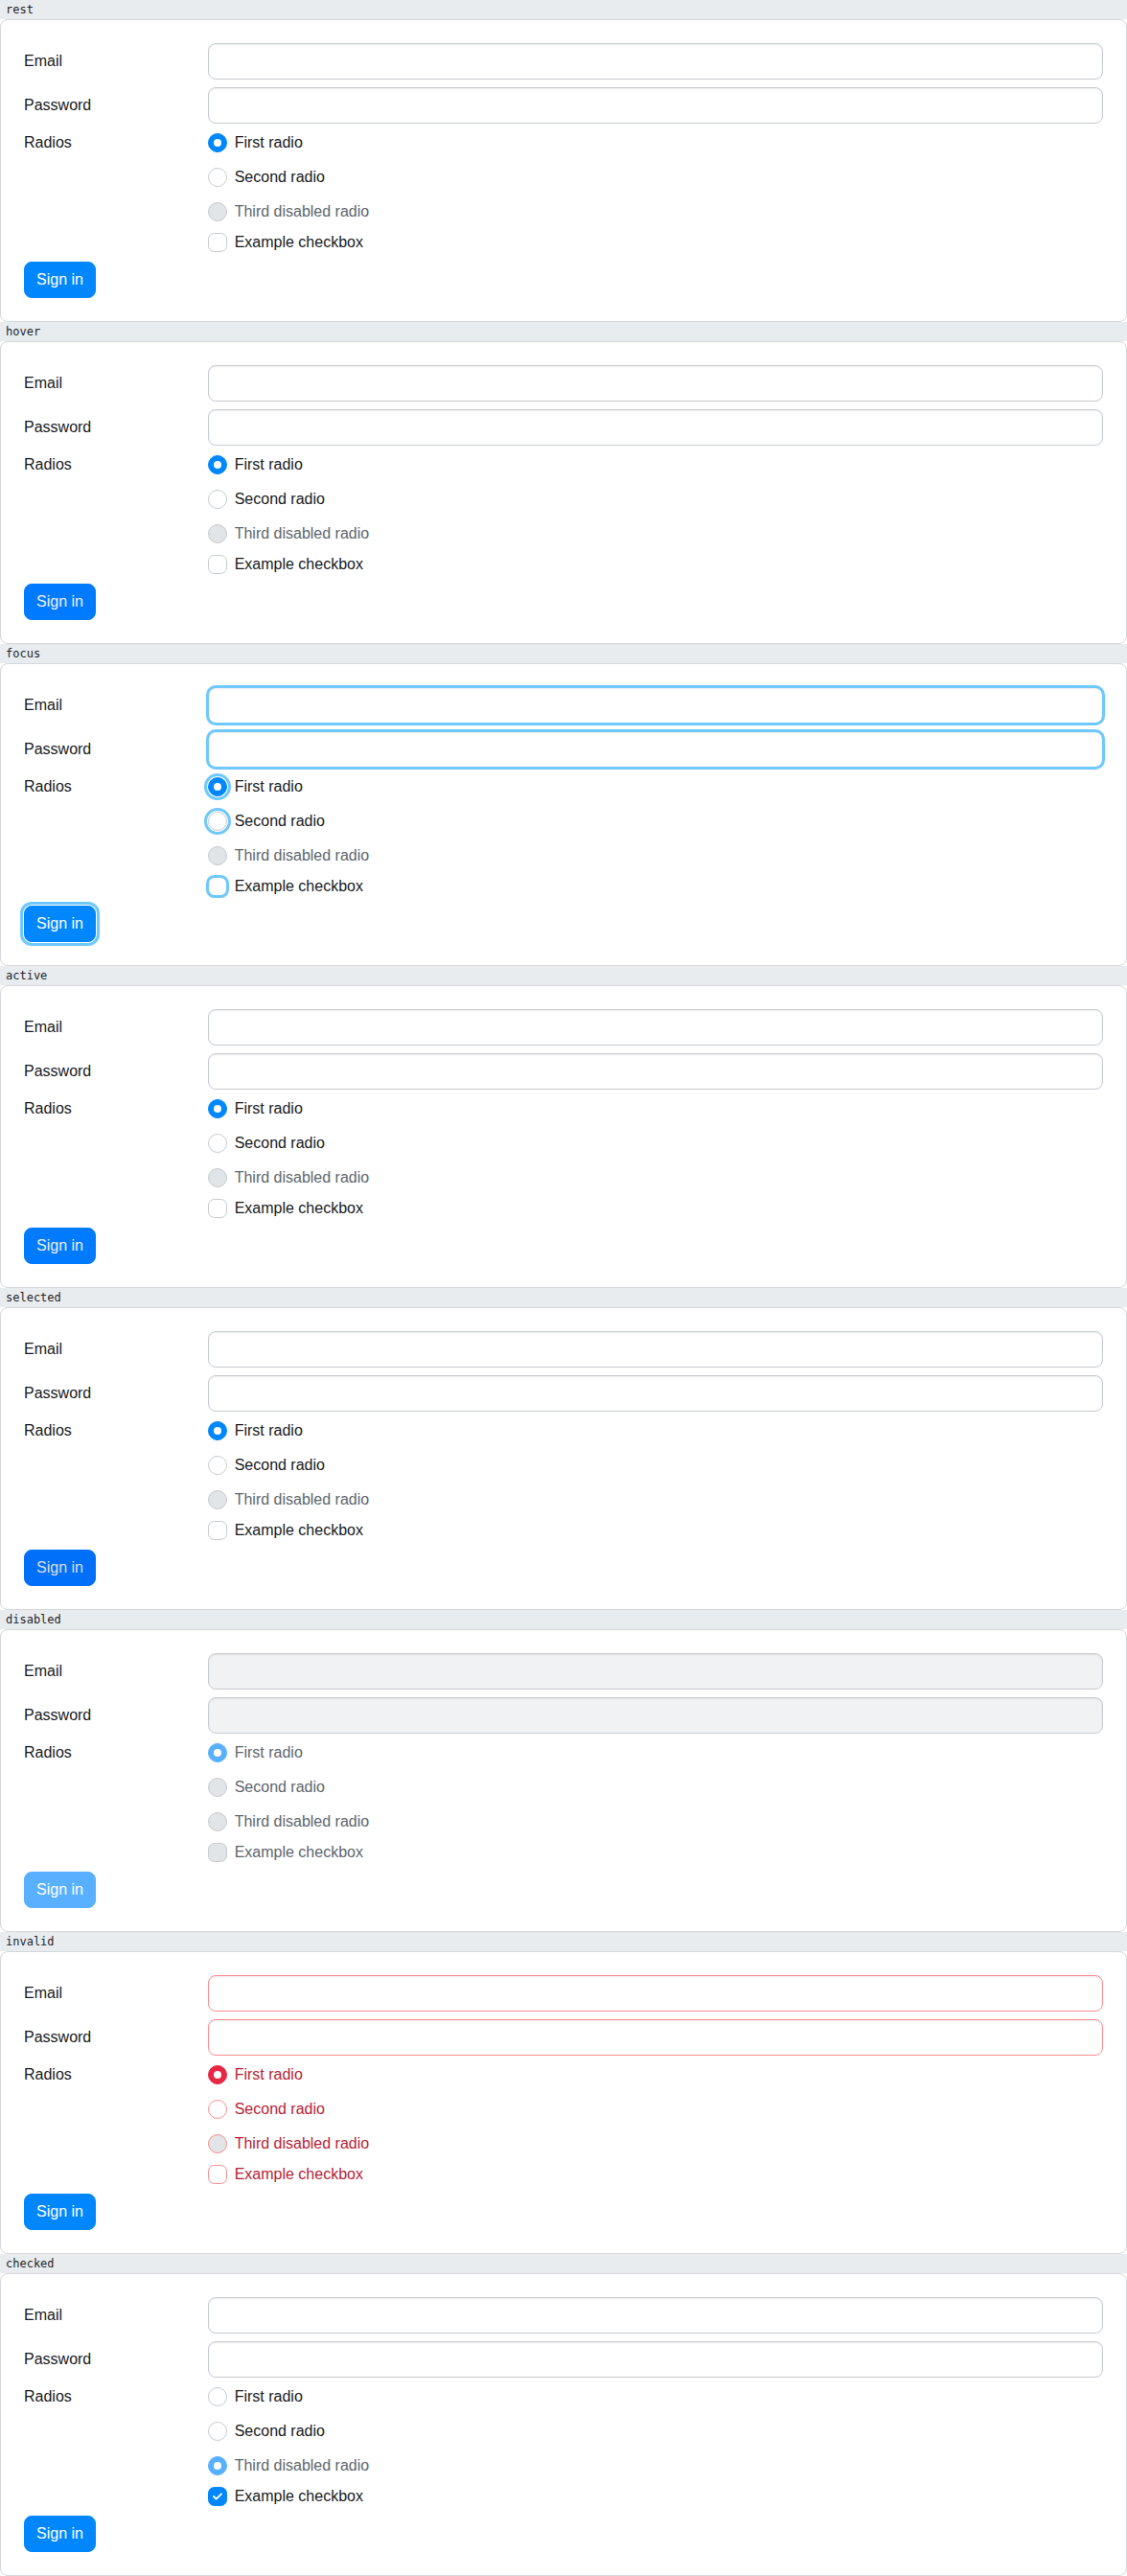 rest
Email
Password
Radios
First radio
Second radio
Third disabled radio
Example checkbox
Sign in
hover
Email
Password
Radios
First radio
Second radio
Third disabled radio
Example checkbox
Sign in
focus
Email
Password
Radios
First radio
Second radio
Third disabled radio
Example checkbox
Sign in
active
Email
Password
Radios
First radio
Second radio
Third disabled radio
Example checkbox
Sign in
selected
Email
Password
Radios
First radio
Second radio
Third disabled radio
Example checkbox
Sign in
disabled
Email
Password
Radios
First radio
Second radio
Third disabled radio
Example checkbox
Sign in
invalid
Email
Password
Radios
First radio
Second radio
Third disabled radio
Example checkbox
Sign in
checked
Email
Password
Radios
First radio
Second radio
Third disabled radio
Example checkbox
Sign in